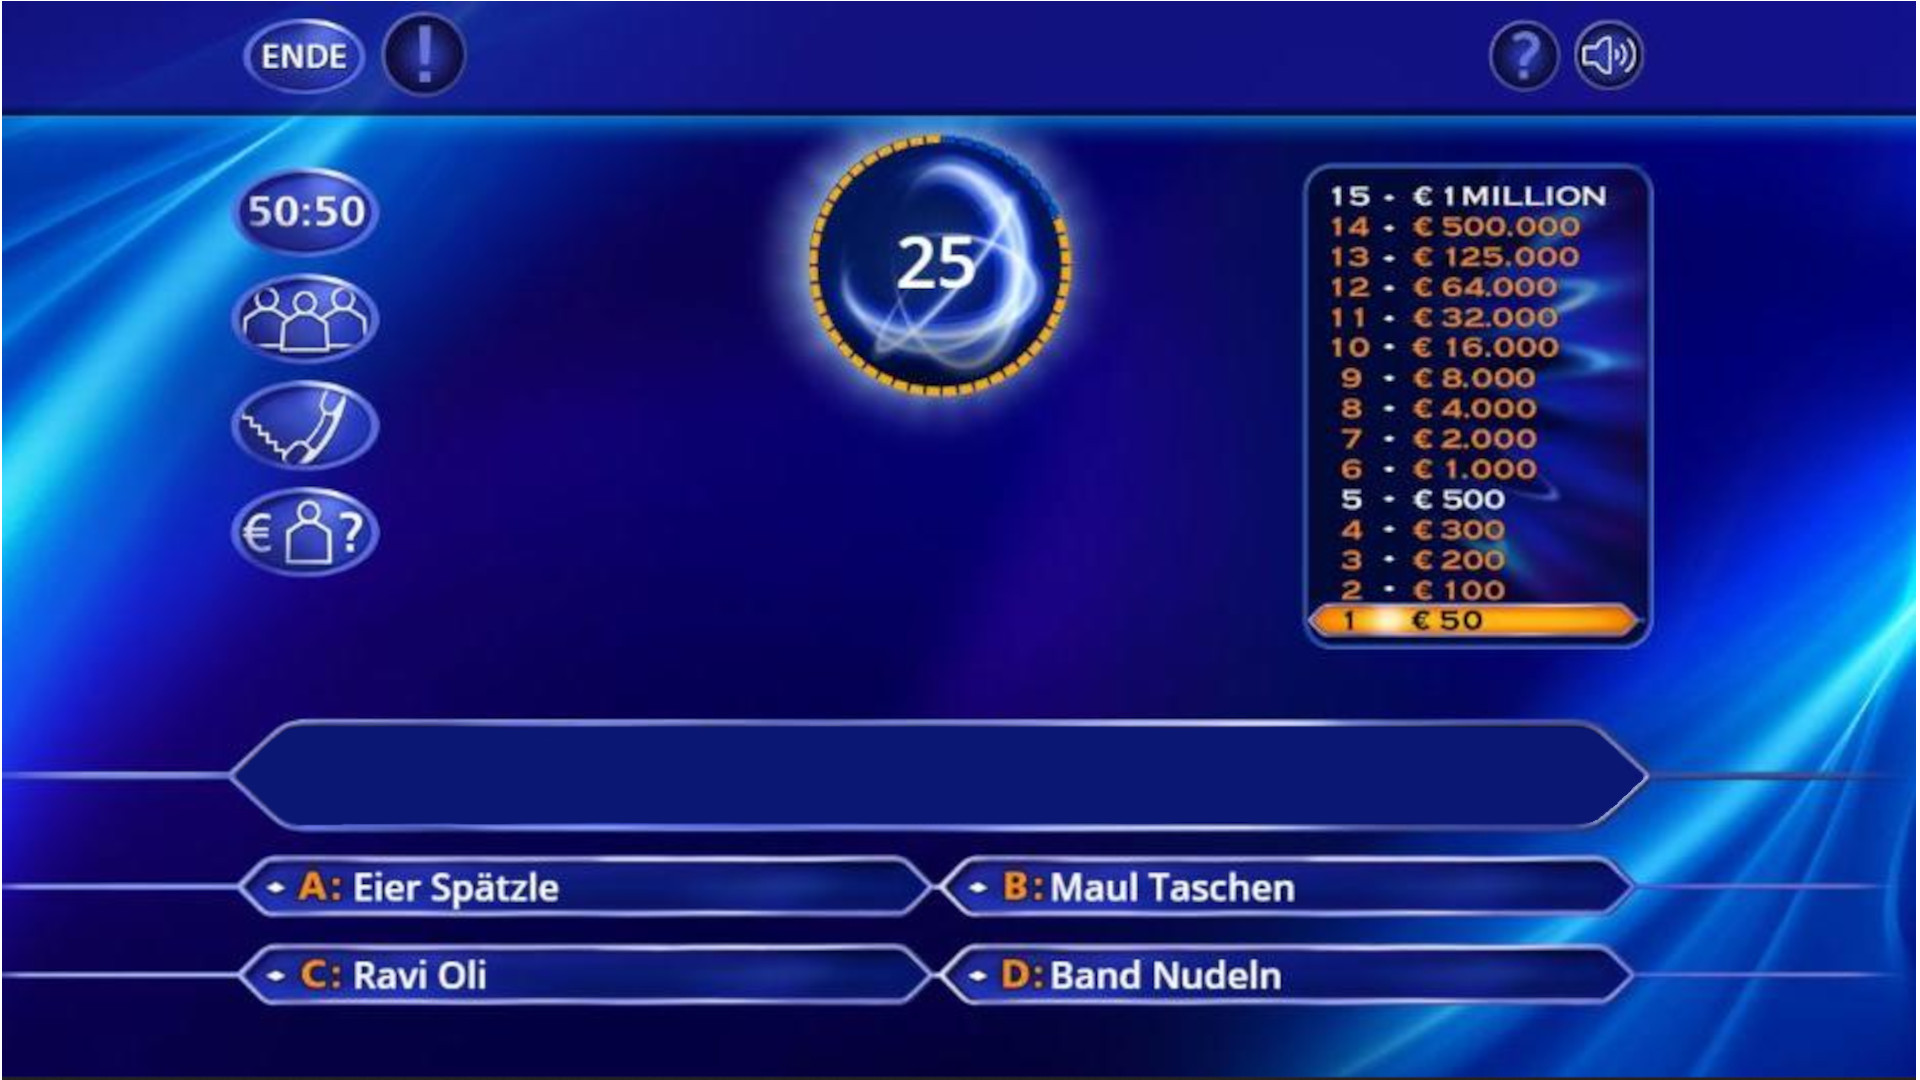 ENDE ! ?
50:50
€ ?
25
15 • € 1 MILLION
14 • € 500.000
13 • € 125.000
12 • € 64.000
11 • € 32.000
10 • € 16.000
9 • € 8.000
8 • € 4.000
7 • € 2.000
6 • € 1.000
5 • € 500
4 • € 300
3 • € 200
2 • € 100
1 € 50
A: Eier Spätzle
B: Maul Taschen
C: Ravi Oli
D: Band Nudeln